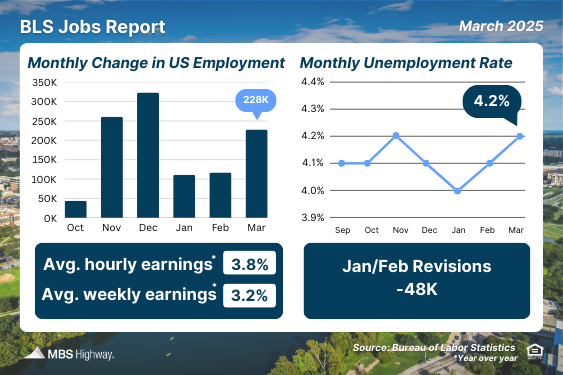 BLS Jobs Report
March 2025
Monthly Change in US Employment
350K
300K
250K
200K
150K
100K
50K
0K
228K
Oct Nov Dec Jan Feb Mar
Monthly Unemployment Rate
4.4%
4.3%
4.2%
4.1%
4.0%
3.9%
4.2%
Sep Oct Nov Dec Jan Feb Mar
Avg. hourly earnings* 3.8%
Avg. weekly earnings* 3.2%
Jan/Feb Revisions
-48K
MBS Highway.
Source: Bureau of Labor Statistics
*Year over year